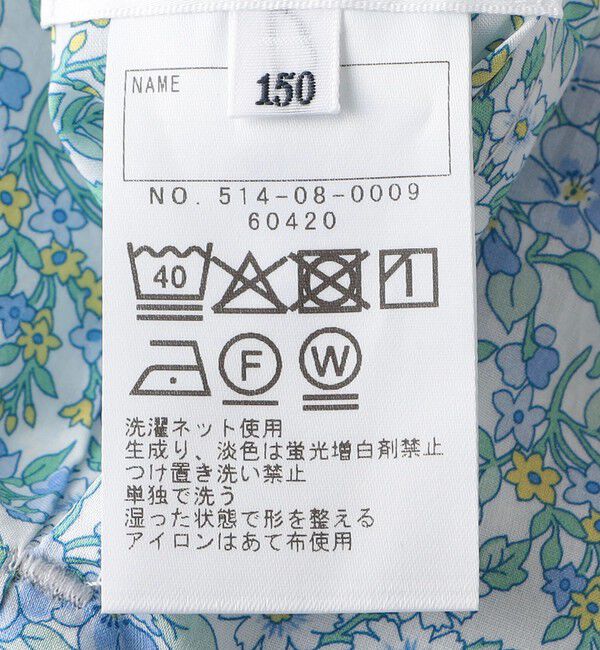 150
NAME
NO. 514-08-0009
60420
40
F
W
洗濯ネット使用
生成り、淡色は蛍光増白剤禁止
つけ置き洗い禁止
単独で洗う
湿った状態で形を整える
アイロンはあて布使用